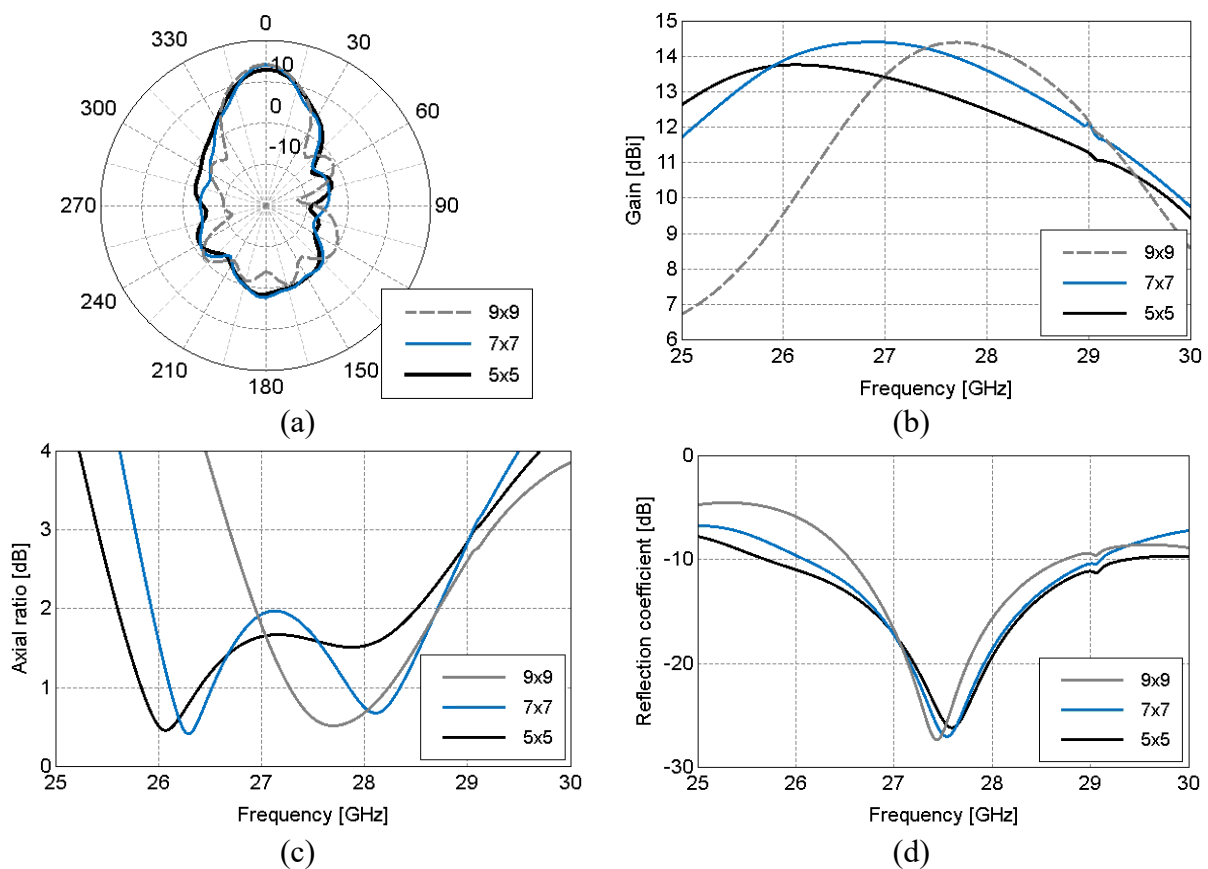 0
330
30
10
300
0
60
-10
270
90
240
210
150
180
9x9
7x7
5x5
(a)
15
14
13
12
11
10
9
8
7
6
Gain [dBi]
9x9
7x7
5x5
25 26 27 28 29 30
Frequency [GHz]
(b)
4
3
2
1
0
Axial ratio [dB]
9x9
7x7
5x5
25 26 27 28 29 30
Frequency [GHz]
(c)
0
-10
-20
-30
Reflection coefficient [dB]
9x9
7x7
5x5
25 26 27 28 29 30
Frequency [GHz]
(d)